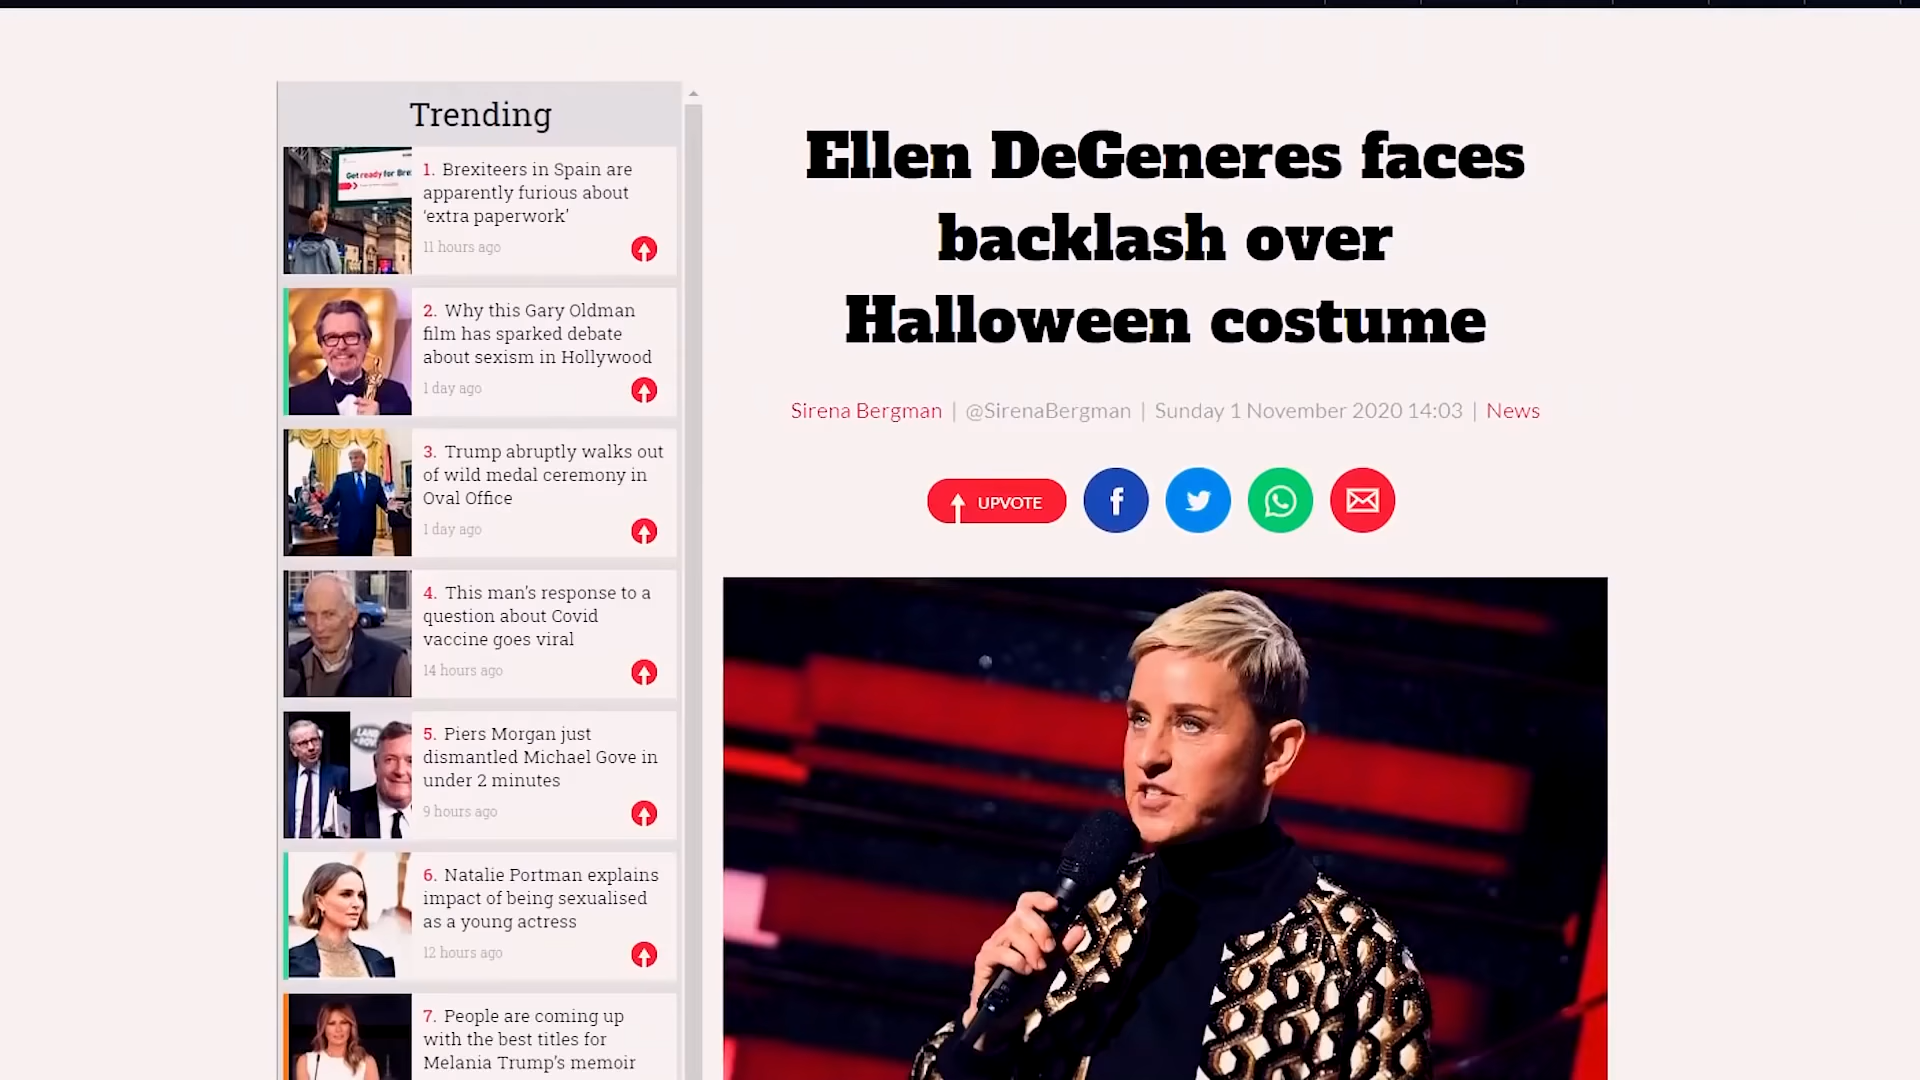 Trending
1. Brexiteers in Spain are
apparently furious about
‘extra paperwork’
11 hours ago
2. Why this Gary Oldman
film has sparked debate
about sexism in Hollywood
1 day ago
3. Trump abruptly walks out
of wild medal ceremony in
Oval Office
1 day ago
4. This man’s response to a
question about Covid
vaccine goes viral
14 hours ago
5. Piers Morgan just
dismantled Michael Gove in
under 2 minutes
9 hours ago
6. Natalie Portman explains
impact of being sexualised
as a young actress
12 hours ago
7. People are coming up
with the best titles for
Melania Trump’s memoir
Get ready for Bre
Ellen DeGeneres faces
backlash over
Halloween costume
Sirena Bergman | @SirenaBergman | Sunday 1 November 2020 14:03 | News
UPVOTE